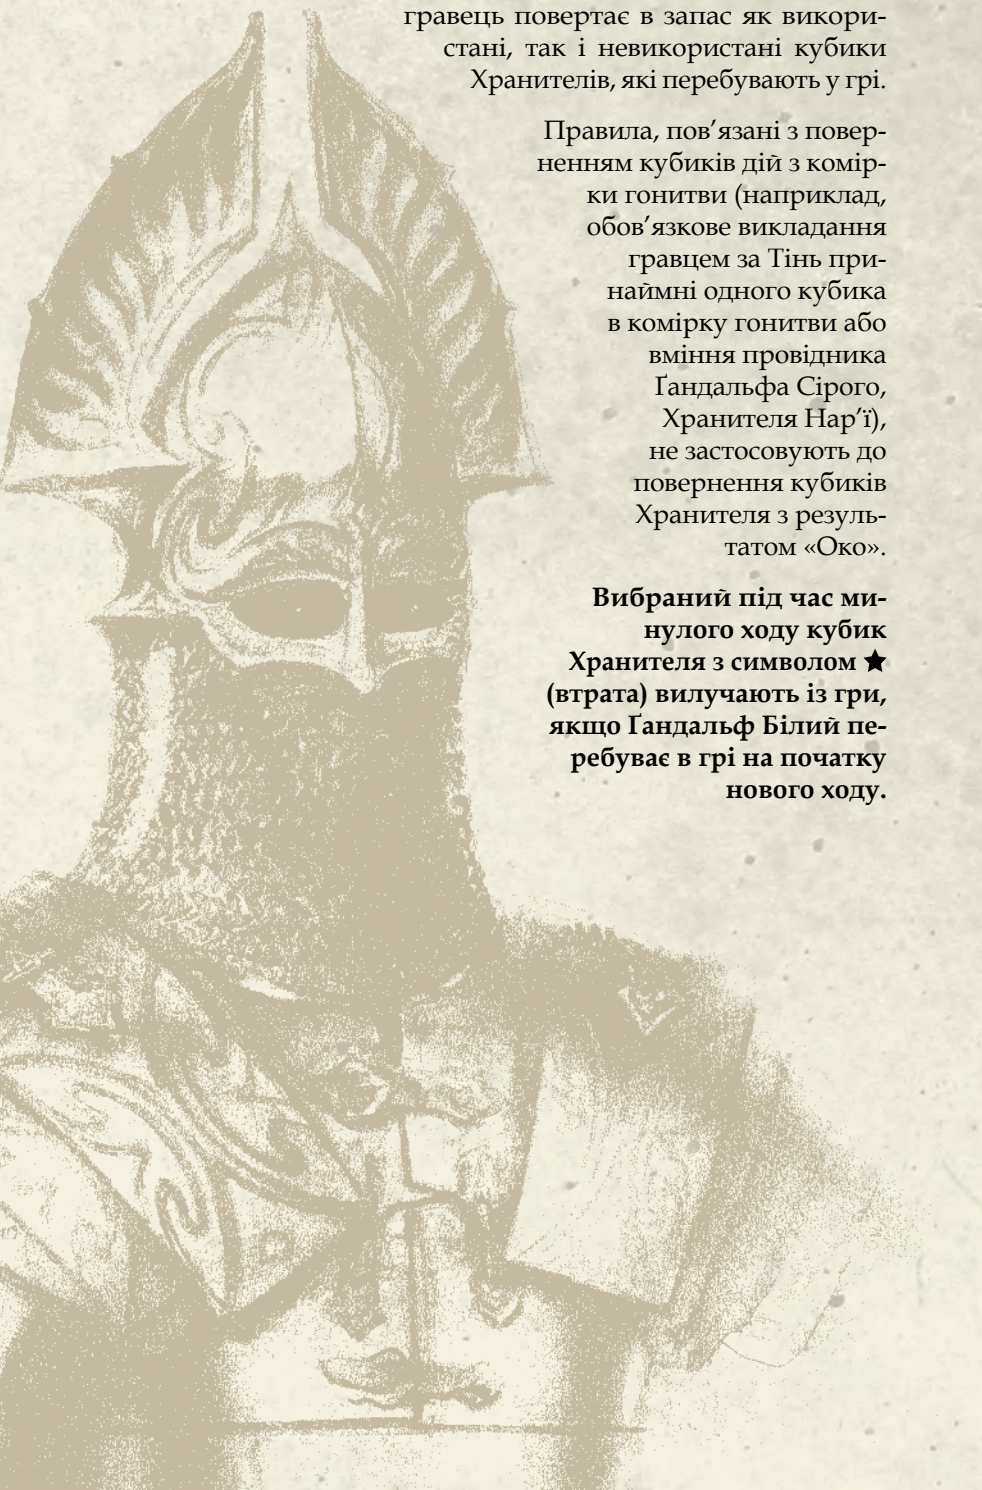 гравець повертає в запас як викори-
стані, так і невикористані кубики
Хранителів, які перебувають у грі.
Правила, пов’язані з повер-
ненням кубиків дій з комір-
ки гонитви (наприклад,
обов’язкове викладання
гравцем за Тінь при-
наймні одного кубика
в комірку гонитви або
вміння провідника
Ґандальфа Сірого,
Хранителя Нар’ї),
не застосовують до
повернення кубиків
Хранителя з резуль-
татом «Око».
Вибраний під час ми-
нулого ходу кубик
Хранителя з символом ★
(втрата) вилучають із гри,
якщо Ґандальф Білий пе-
ребуває в грі на початку
нового ходу.